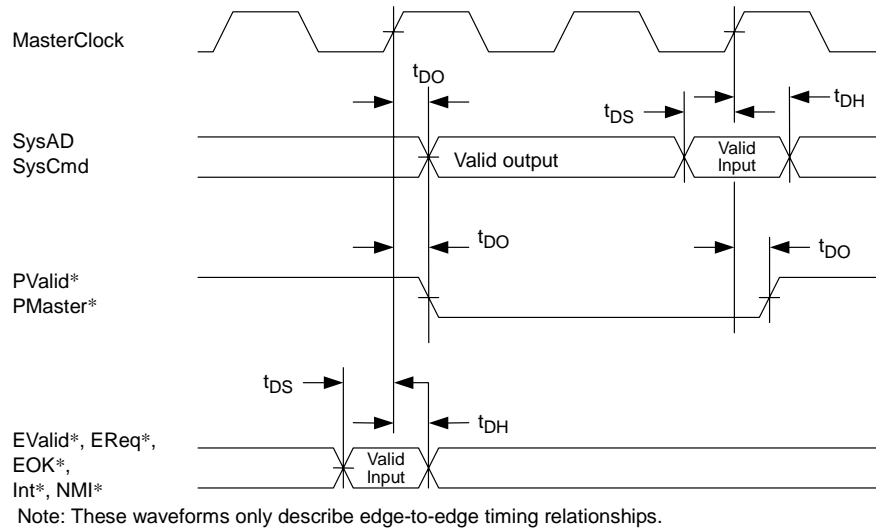 MasterClock
tDO
tDS
tDH
SysAD
SysCmd
Valid output
Valid
Input
tDO
tDO
PValid*
PMaster*
tDS
tDH
EValid*, EReq*,
EOK*,
Int*, NMI*
Valid
Input
Note: These waveforms only describe edge-to-edge timing relationships.